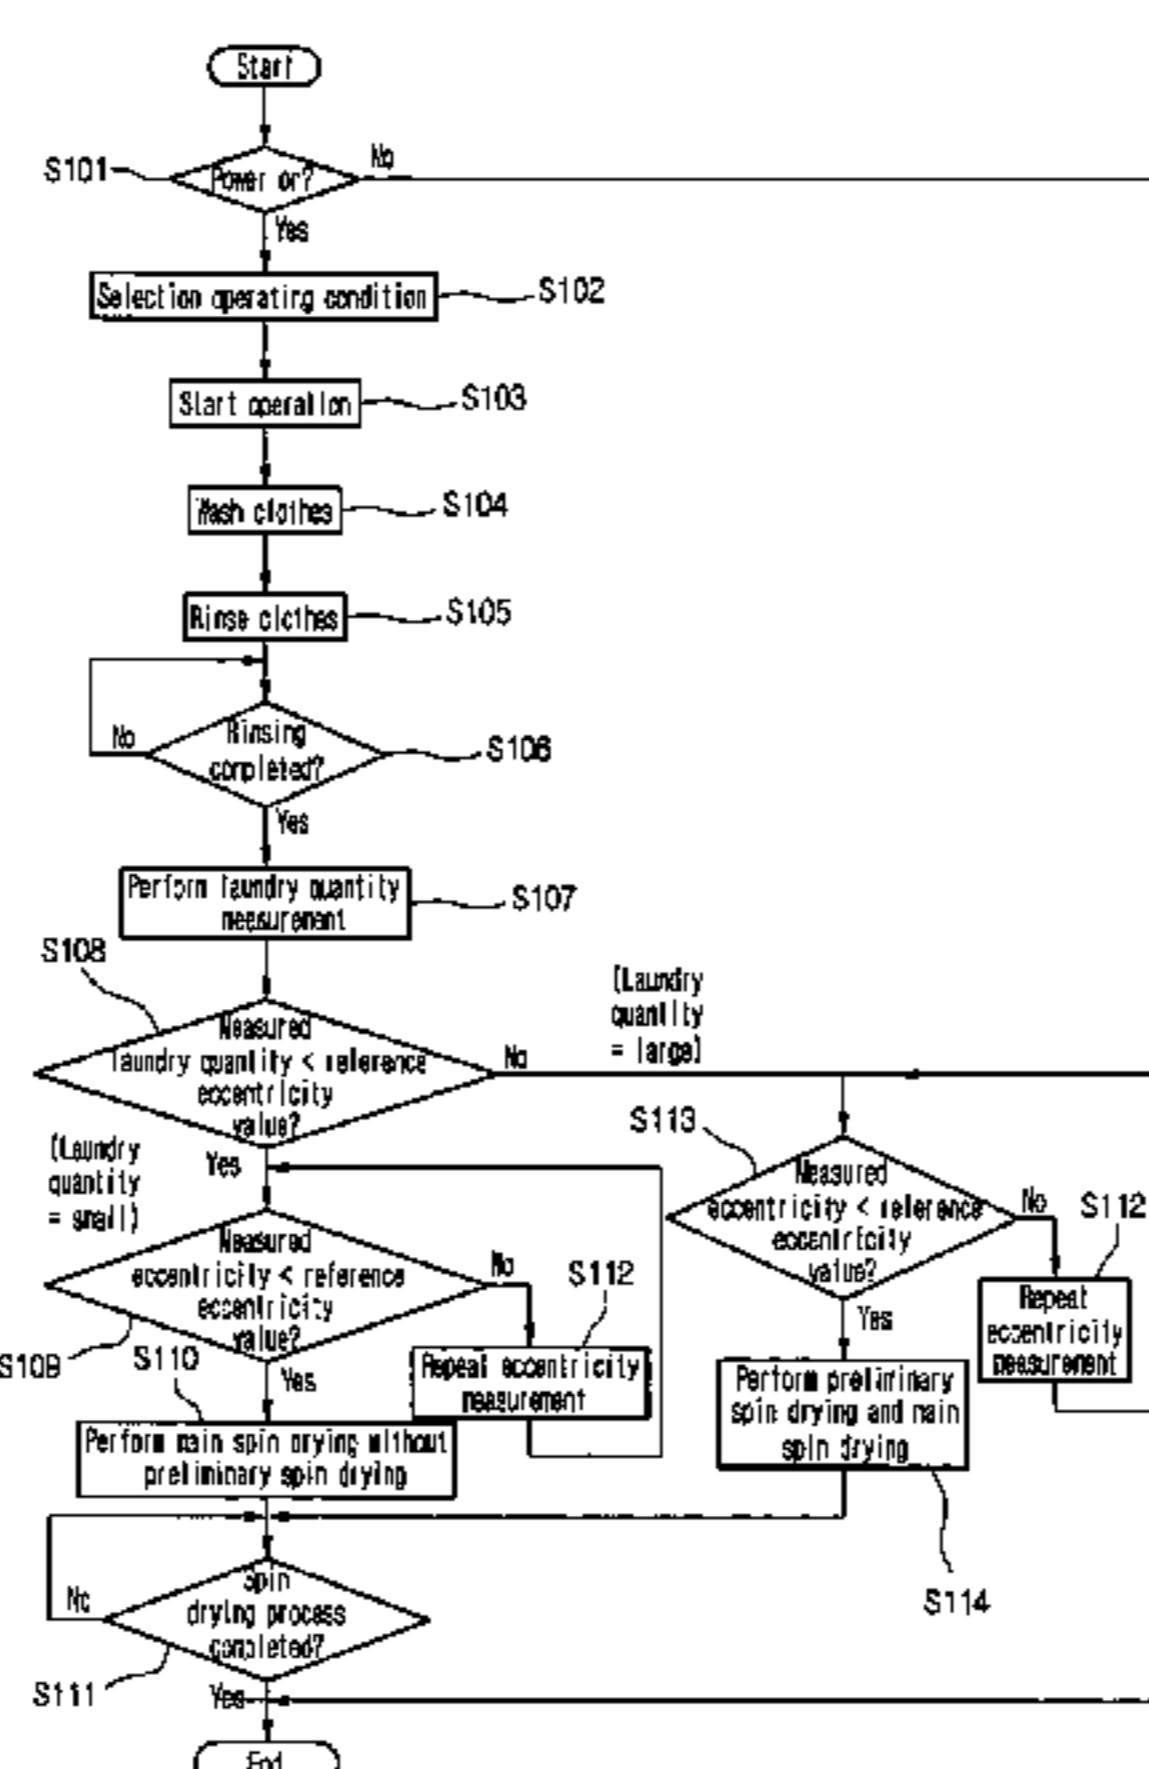 Start
S101
Power on?
No
Yes
Selection operating condition
S102
Start operation
S103
Wash clothes
S104
Rinse clothes
S105
Rinsing
completed?
No
S106
Yes
Perform laundry quantity
measurement
S107
S108
Measured
laundry quantity < reference
eccentricity
value?
No
(Laundry
quantity
= large)
Yes
(Laundry
quantity
= small)
Measured
eccentricity < reference
eccentricity
value?
No
S109
S112
Repeat eccentricity
measurement
S110
Yes
Perform main spin drying without
preliminary spin drying
S113
Measured
eccentricity < reference
eccentricity
value?
No
S112
Repeat
eccentricity
measurement
Yes
Perform preliminary
spin drying and main
spin drying
S114
Spin
drying process
completed?
No
S111
Yes
End